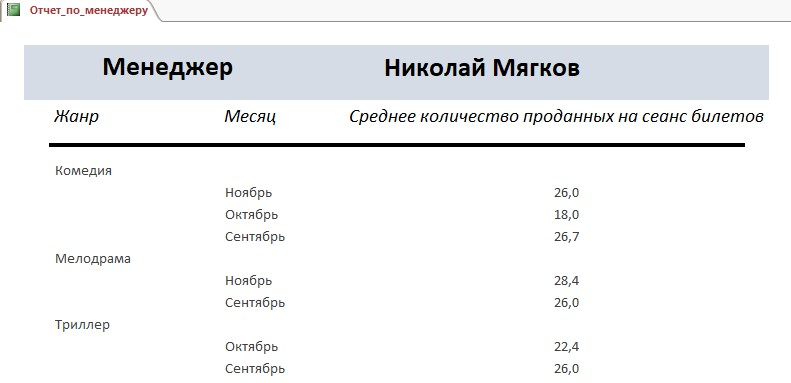 Отчет_по_менеджеру
Менеджер Николай Мягков
Жанр Месяц Среднее количество проданных на сеанс билетов
Комедия
Ноябрь 26,0
Октябрь 18,0
Сентябрь 26,7
Мелодрама
Ноябрь 28,4
Сентябрь 26,0
Триллер
Октябрь 22,4
Сентябрь 26,0